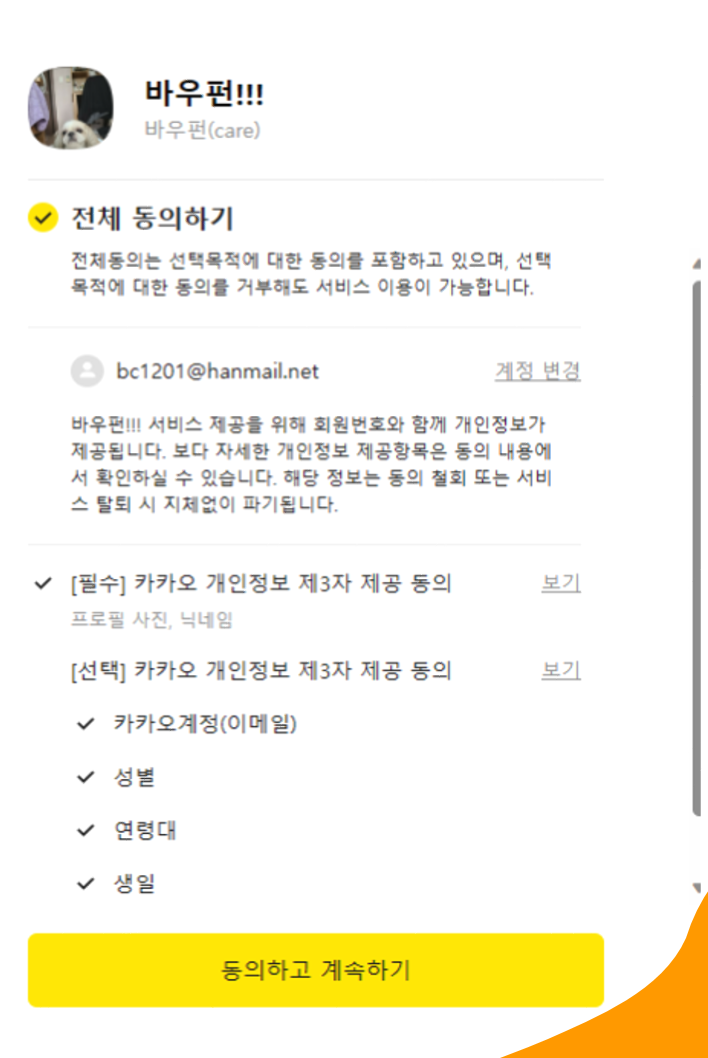 바우펀!!!
바우펀(care)
전체 동의하기
전체동의는 선택목적에 대한 동의를 포함하고 있으며, 선택
목적에 대한 동의를 거부해도 서비스 이용이 가능합니다.
bc1201@hanmail.net 계정 변경
바우펀!!! 서비스 제공을 위해 회원번호와 함께 개인정보가
제공됩니다. 보다 자세한 개인정보 제공항목은 동의 내용에
서 확인하실 수 있습니다. 해당 정보는 동의 철회 또는 서비
스 탈퇴 시 지체없이 파기됩니다.
[필수] 카카오 개인정보 제3자 제공 동의 보기
프로필 사진, 닉네임
[선택] 카카오 개인정보 제3자 제공 동의 보기
카카오계정(이메일)
성별
연령대
생일
동의하고 계속하기